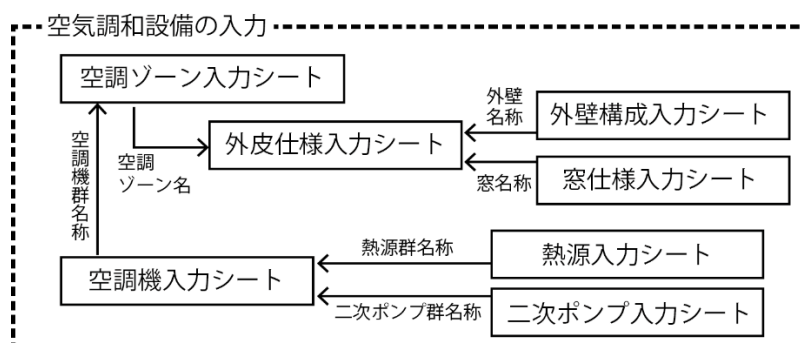 空気調和設備の入力
空調ゾーン入力シート
外壁
名称
外壁構成入力シート
外皮仕様入力シート
空調機群名称
空調
ゾーン名
窓名称
窓仕様入力シート
熱源群名称
熱源入力シート
空調機入力シート
二次ポンプ群名称
二次ポンプ入力シート